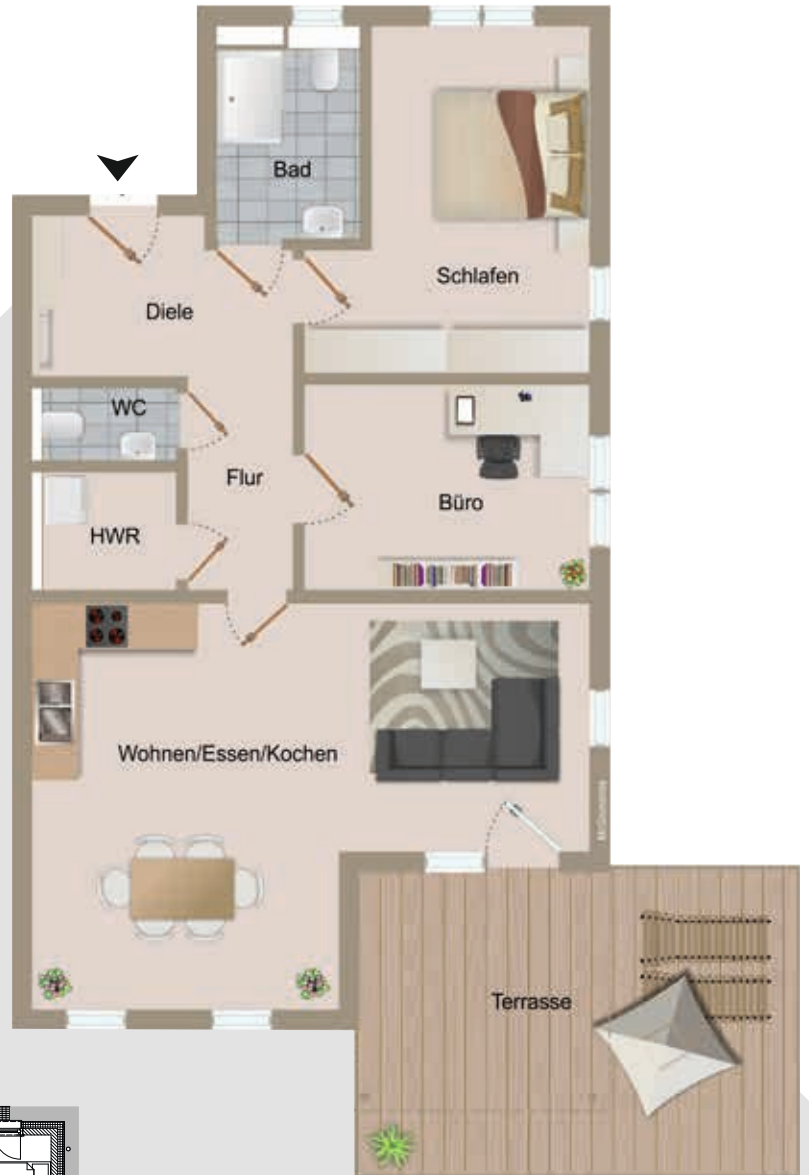 Bad
Schlafen
Diele
WC
Flur
Büro
HWR
Wohnen/Essen/Kochen
Terrasse